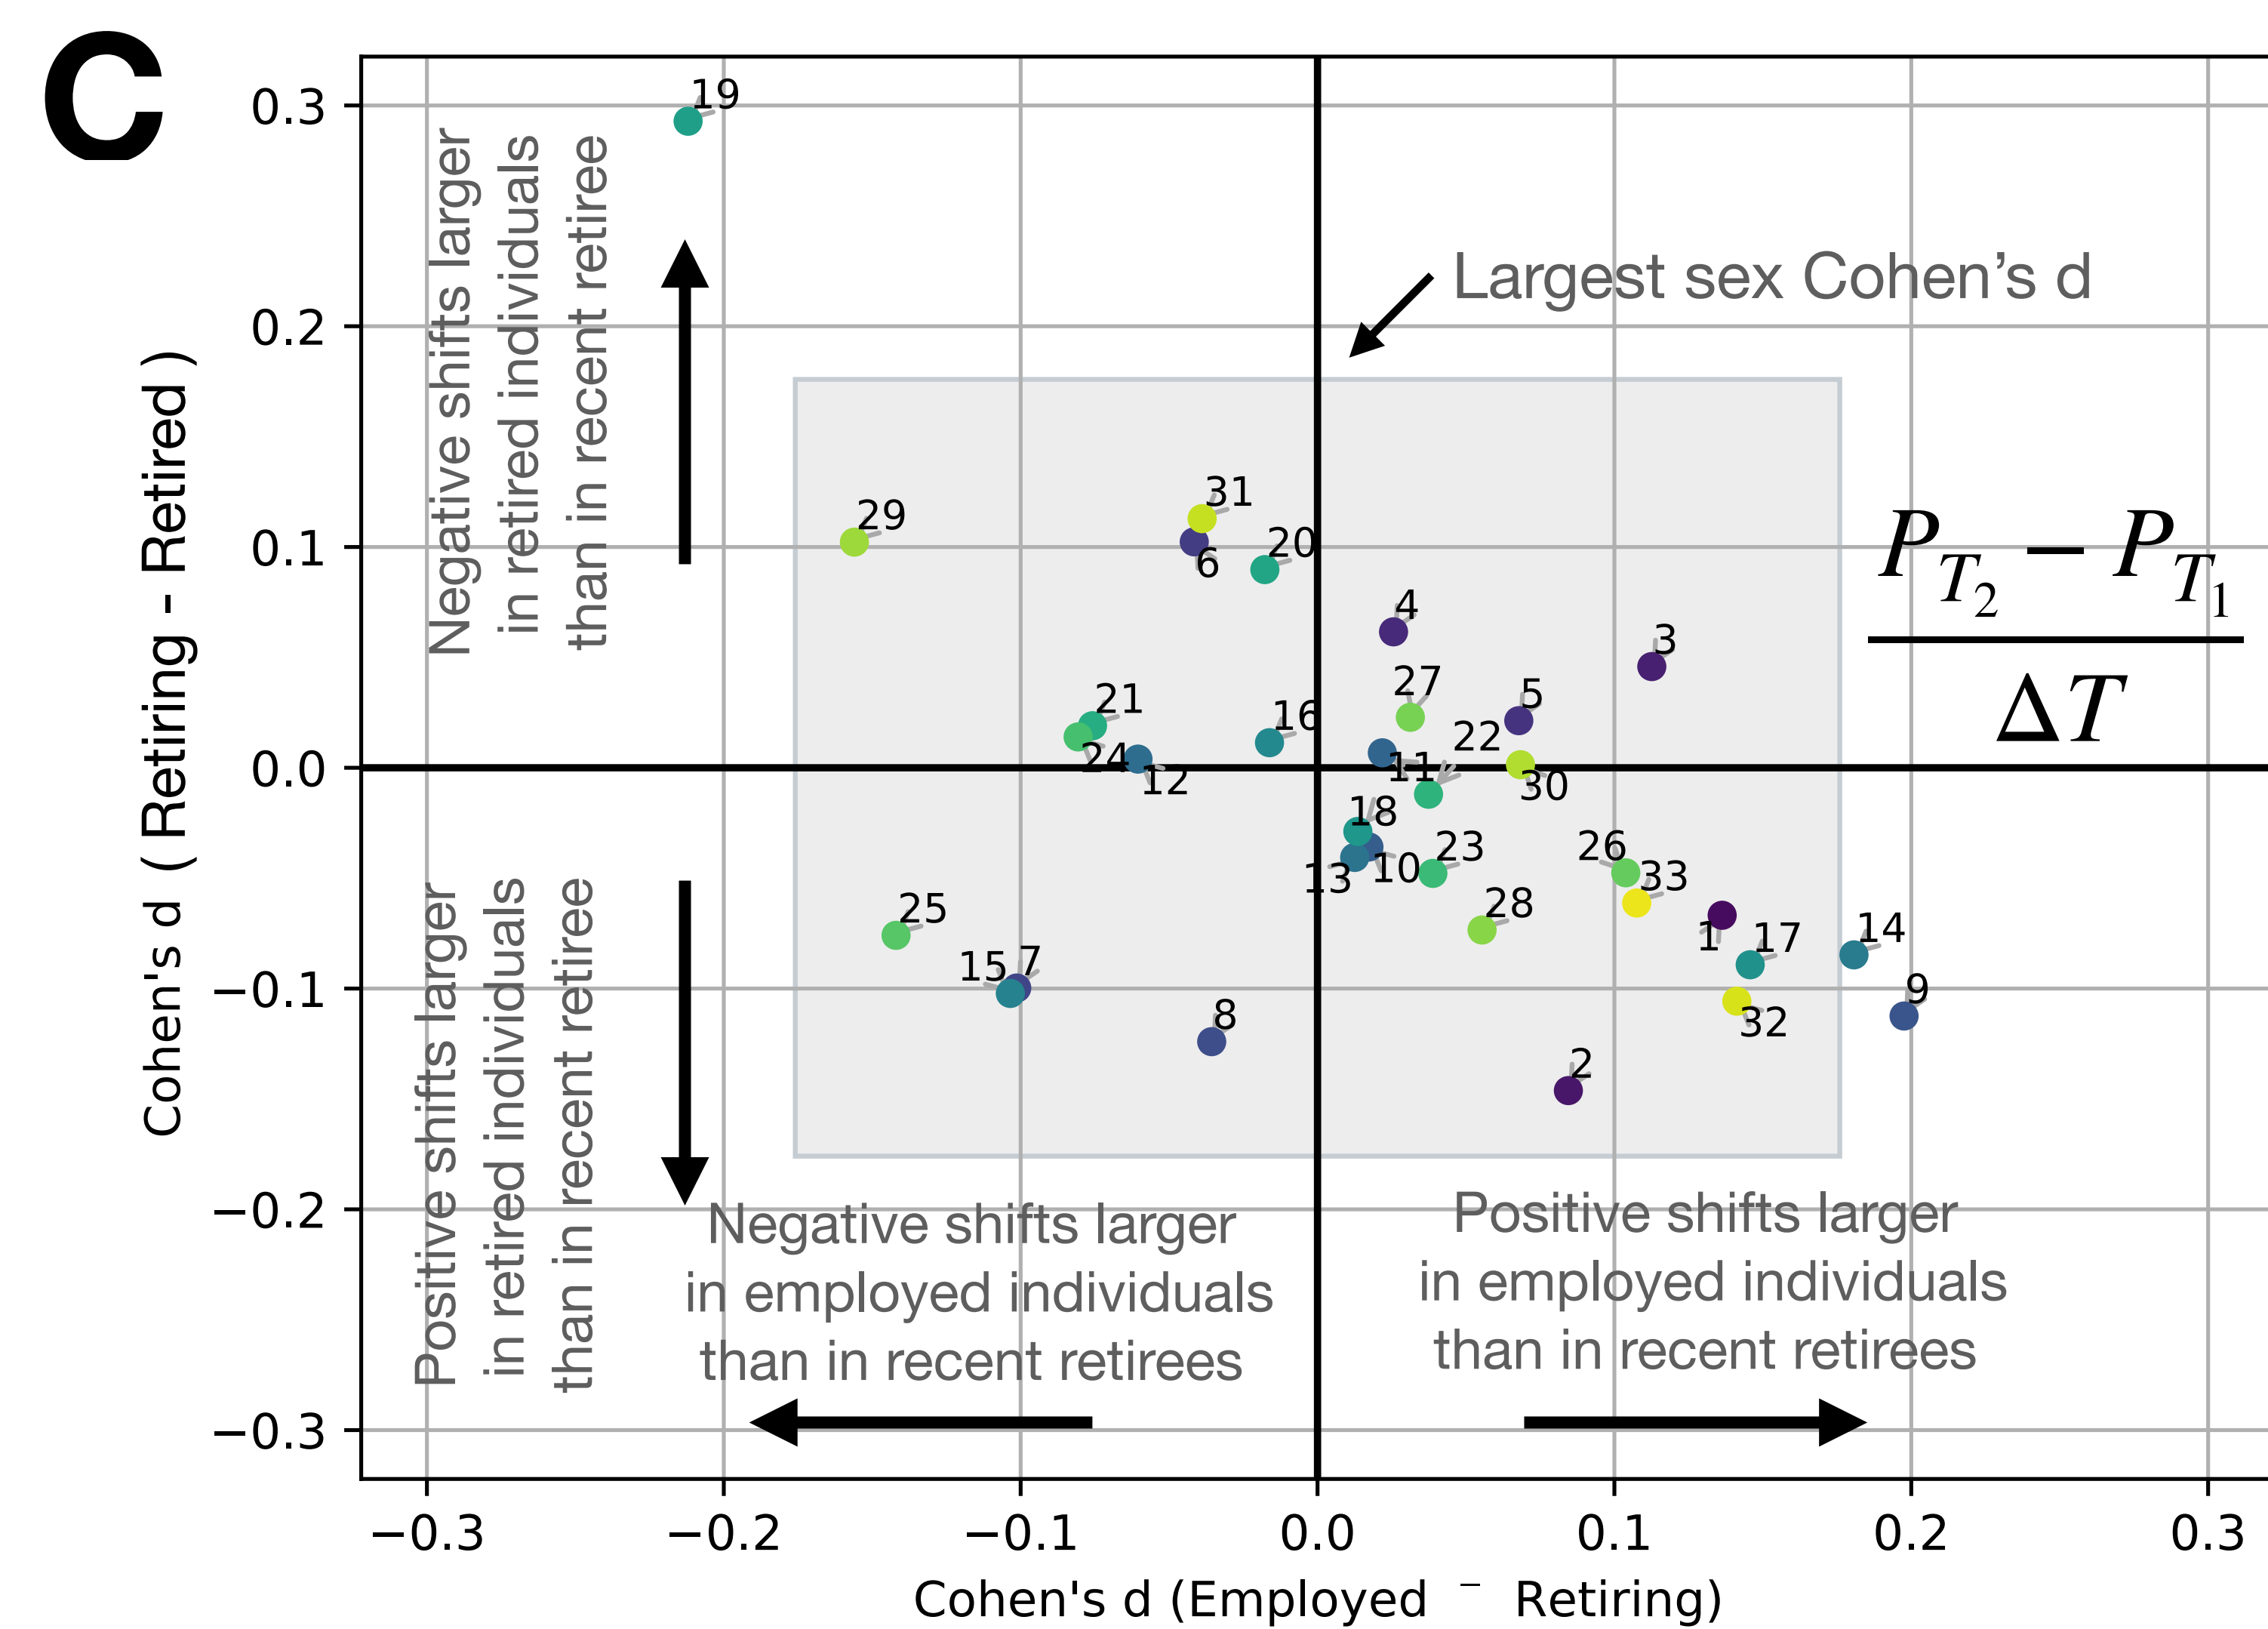 C
0.3
0.2
0.1
0.0
−0.1
−0.2
−0.3
Cohen's d ( Retiring - Retired )
Negative shifts larger
in retired individuals
than in recent retiree
Positive shifts larger
in retired individuals
than in recent retiree
Largest sex Cohen’s d
P_{T_2} − P_{T_1}
ΔT
19
29
31
6
20
4
3
27
5
21
16
22
24
12
11
30
18
13
10
23
26
33
28
25
1
17
14
15
7
8
9
32
2
Negative shifts larger
in employed individuals
than in recent retirees
Positive shifts larger
in employed individuals
than in recent retirees
−0.3
−0.2
−0.1
0.0
0.1
0.2
0.3
Cohen's d (Employed − Retiring)